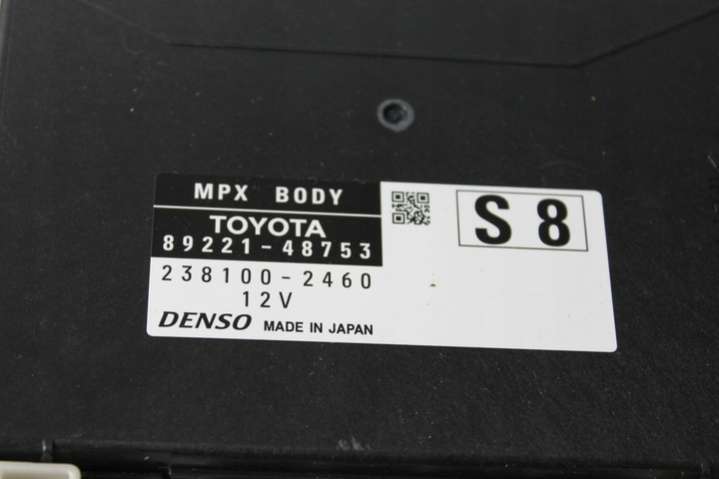 MPX BODY
S 8
TOYOTA
89221-48753
238100-2460
12V
DENSO MADE IN JAPAN